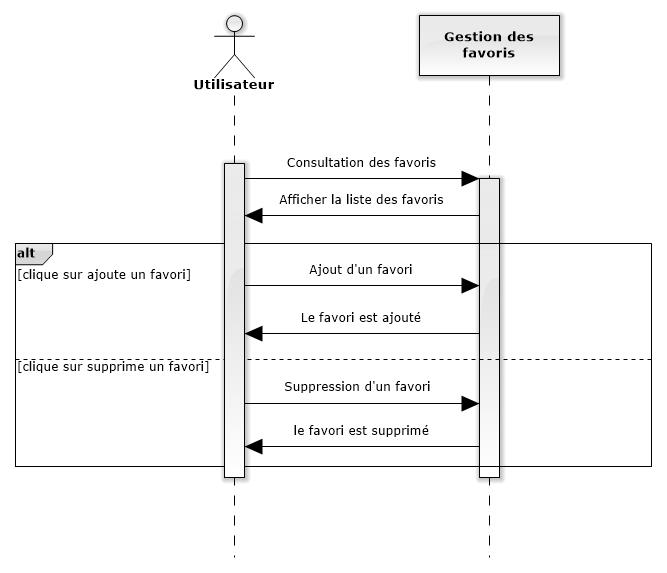 Gestion des
favoris
Utilisateur
Consultation des favoris
Afficher la liste des favoris
alt
[clique sur ajoute un favori]
Ajout d'un favori
Le favori est ajouté
[clique sur supprime un favori]
Suppression d'un favori
le favori est supprimé